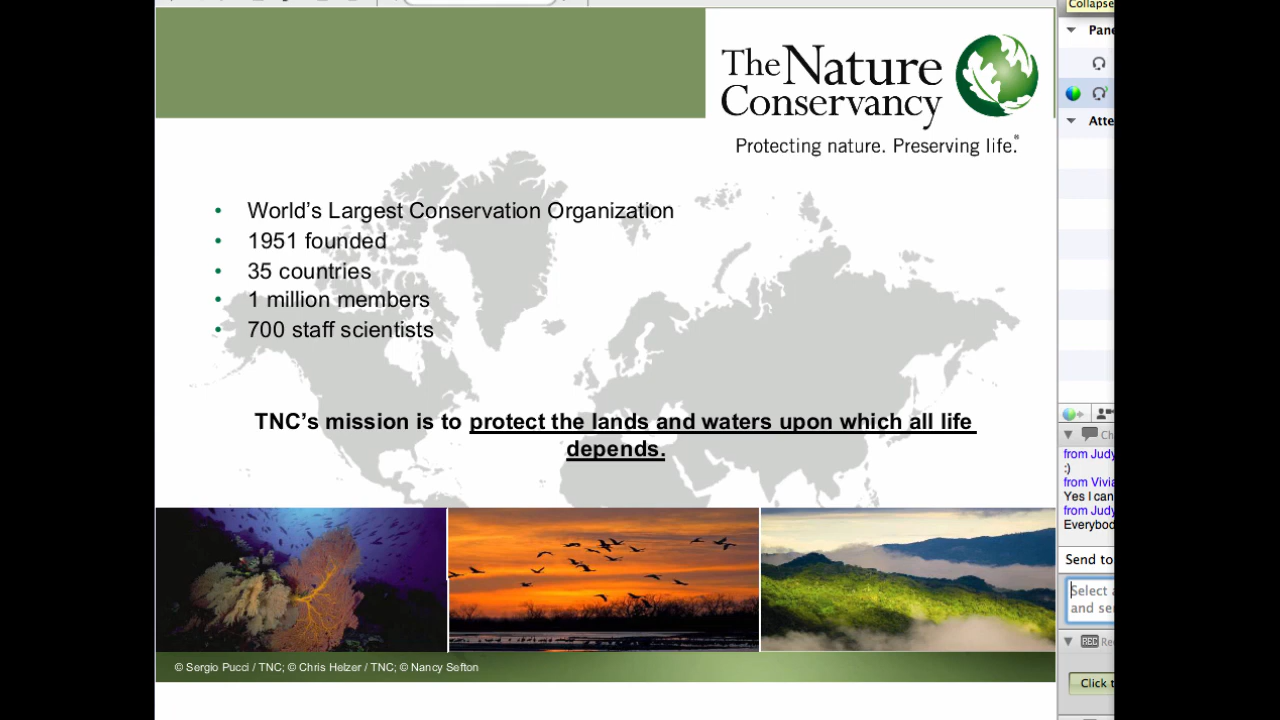 Collapse
The Nature
Conservancy
Protecting nature. Preserving life.®
• World's Largest Conservation Organization
• 1951 founded
• 35 countries
• 1 million members
• 700 staff scientists
TNC's mission is to protect the lands and waters upon which all life
depends.
© Sergio Pucci / TNC; © Chris Helzer / TNC; © Nancy Sefton
Pane
Atte
Ch
from Judy
:)
from Vivia
Yes I can
from Judy
Everybod
Send to
Select a
and se
REC Re
Click t